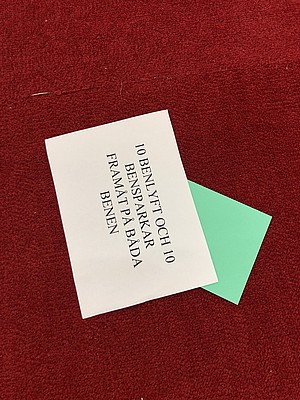 10 BENLYFT OCH 10
BENSPARKAR
FRAMÅT PÅ BÅDA
BENEN